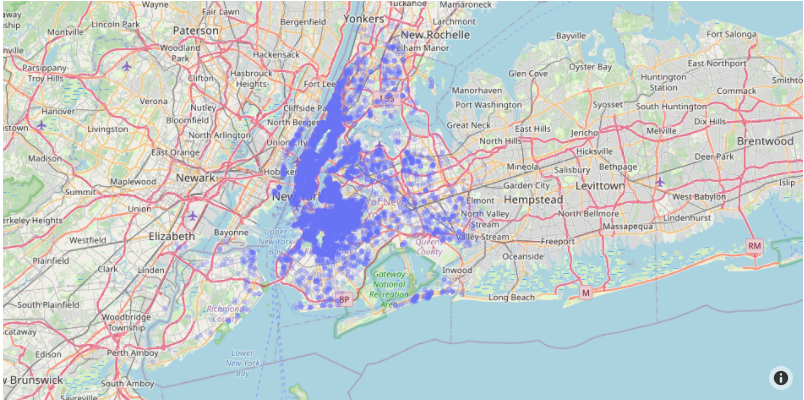 Wayne
Fair Lawn
Yonkers
Tuckahoe
Mamaroneck
Larchmont
Montville
Lincoln Park
Paterson
Bergenfield
New Rochelle
Bayville
Fort Salonga
Woodland
Park
Hackensack
Pelham Manor
Parsippany-
Troy Hills
Clifton
Hasbrouck
Heights
Fort Lee
Glen Cove
Oyster Bay
East Northport
Huntington
Station
Commack
Verona
Nutley
Cliffside
Manorhaven
Port Washington
Syosset
South Huntington
Hanover
Bloomfield
North Bergen
Dix Hills
Livingston
North Arlington
Great Neck
East Hills
Jericho
Melville
Union City
North Hills
Brentwood
Madison
East Orange
Hicksville
Deer Park
Mineola
Salisbury
Bethpage
Summit
Maplewood
Newark
Garden City
Levittown
Islip
Union
Elmont
Hempstead
West Babylon
North Valley
Stream
North Bellmore
Lindenhurst
Berkeley Heights
Bayonne
Upper
New York
Bay
Massapequa
Westfield
Elizabeth
Queens
County
Valley Stream
Freeport
Oceanside
RM
Plainfield
Clark
Linden
Gateway
National
Recreation
Area
Inwood
South Plainfield
Richmond
County
BP
Long Beach
M
Woodbridge
Township
Edison
Perth Amboy
Lower
New York
Bay
New Brunswick
South Amboy
Sayreville